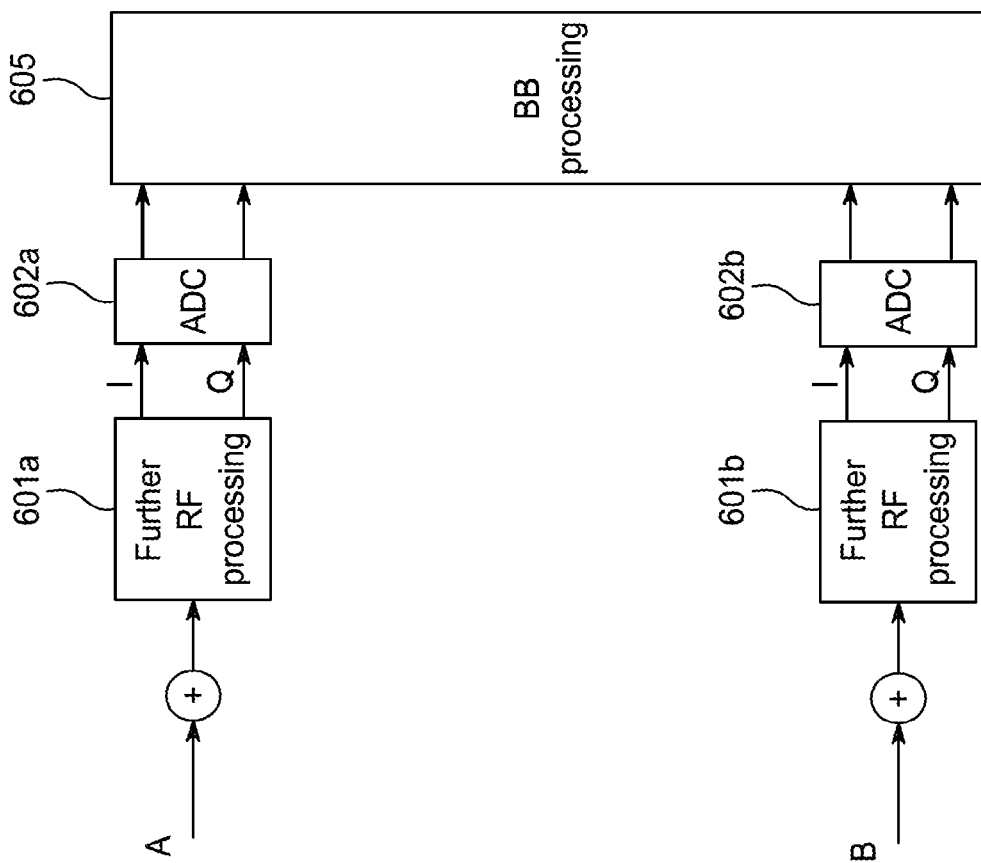 A
+
601a
Further
RF
processing
I
Q
602a
ADC
605
BB
processing
B
+
601b
Further
RF
processing
I
Q
602b
ADC